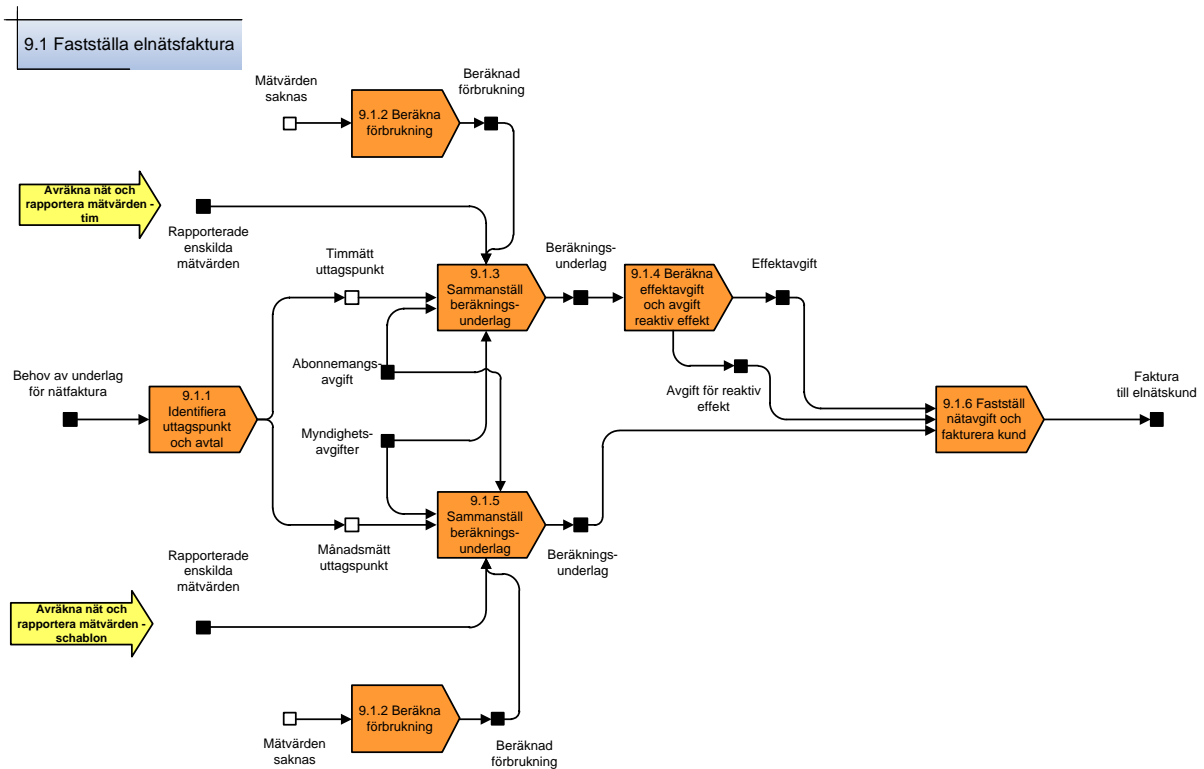 9.1 Fastställa elnätsfaktura
Mätvärden
saknas
9.1.2 Beräkna
förbrukning
Beräknad
förbrukning
Avräkna nät och
rapportera mätvärden -
tim
Rapporterade
enskilda
mätvärden
Timmätt
uttagspunkt
9.1.3
Sammanställ
beräknings-
underlag
Beräknings-
underlag
9.1.4 Beräkna
effektavgift
och avgift
reaktiv effekt
Effektavgift
Abonnemangs-
avgift
Avgift för reaktiv
effekt
Behov av underlag
för nätfaktura
9.1.1
Identifiera
uttagspunkt
och avtal
Myndighets-
avgifter
9.1.6 Fastställ
nätavgift och
fakturera kund
Faktura
till elnätskund
9.1.5
Sammanställ
beräknings-
underlag
Månadsmätt
uttagspunkt
Beräknings-
underlag
Rapporterade
enskilda
mätvärden
Avräkna nät och
rapportera mätvärden -
schablon
9.1.2 Beräkna
förbrukning
Mätvärden
saknas
Beräknad
förbrukning